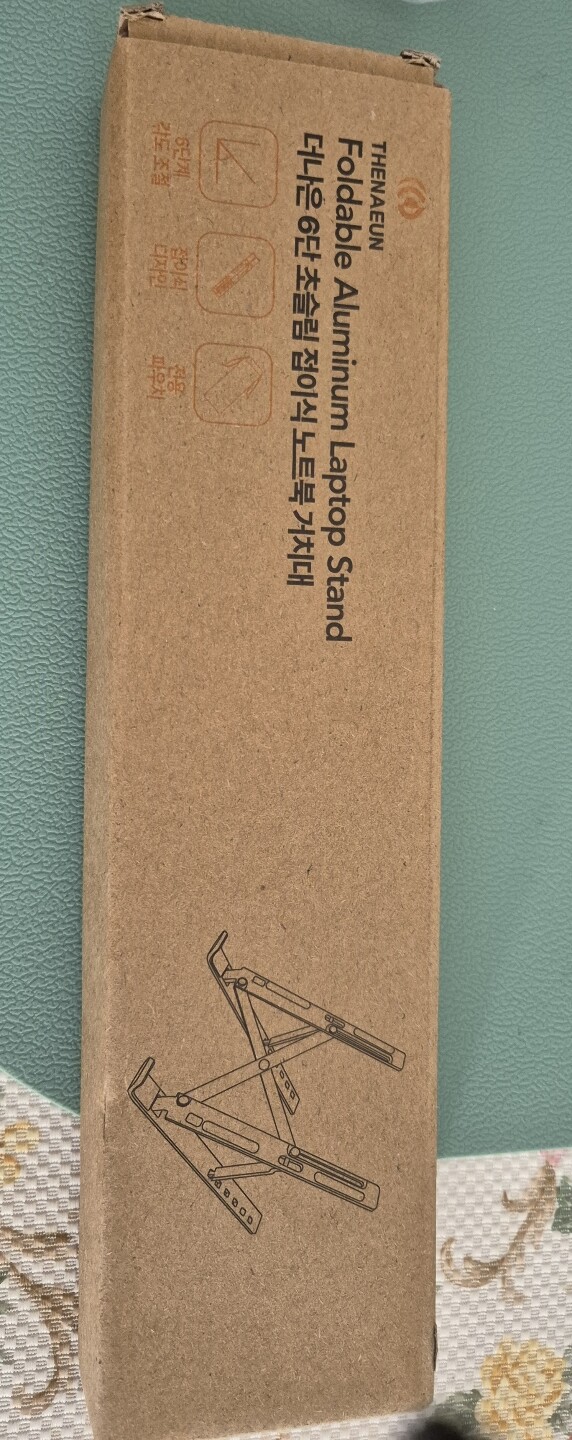 THENAEUN
Foldable Aluminum Laptop Stand
더나은 6단 초슬림 접이식 노트북 거치대
6단계
각도 조절
접이식
디자인
전용
파우치